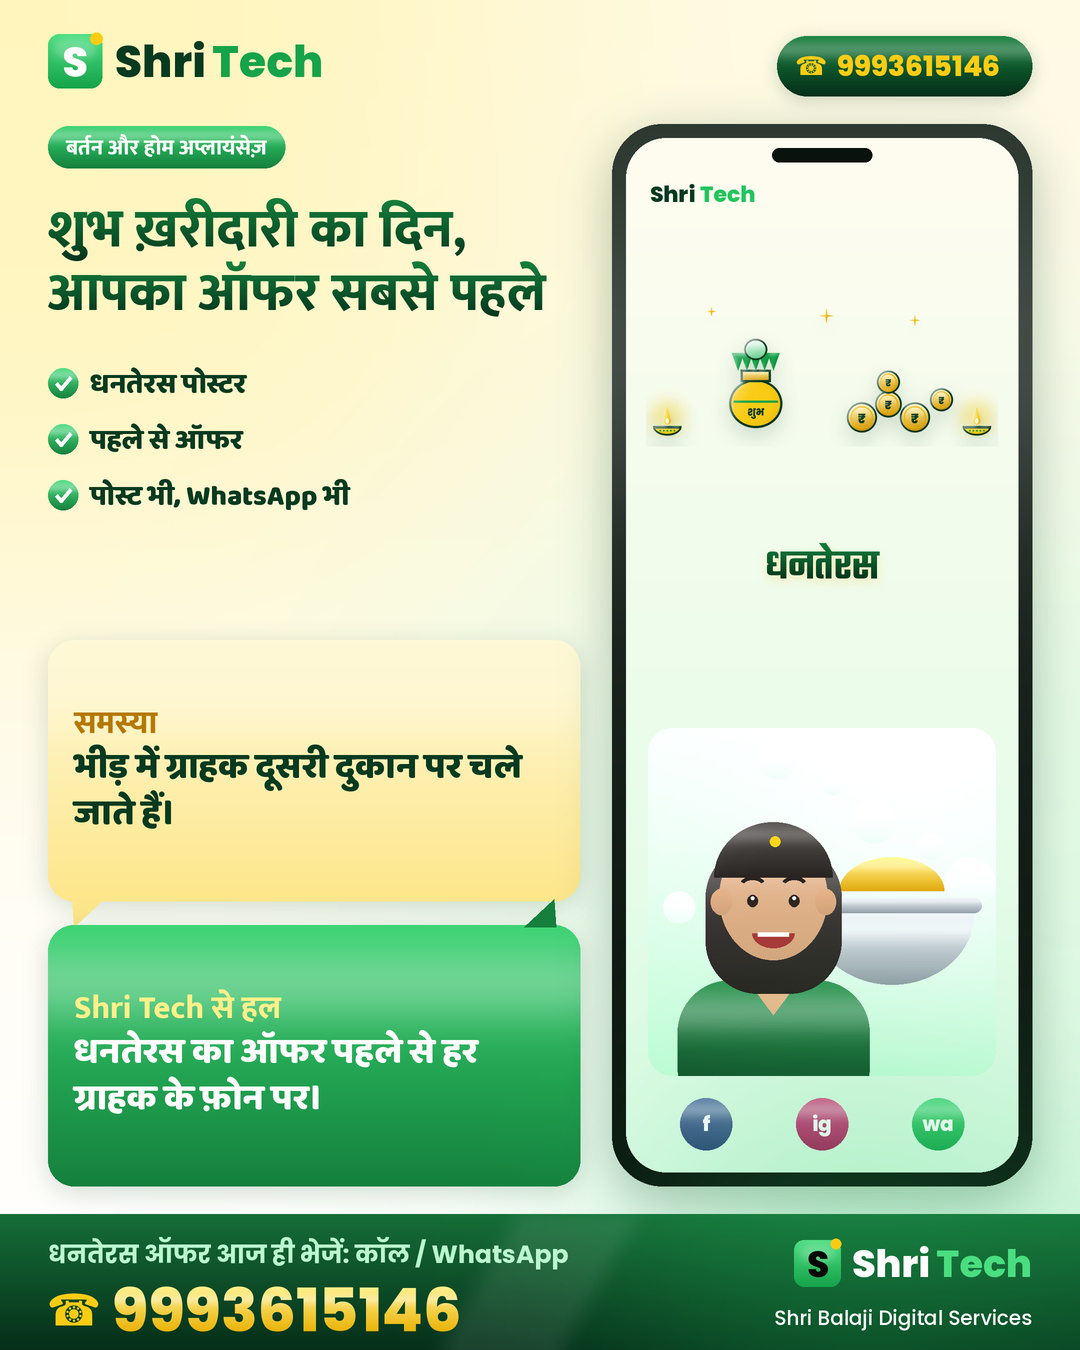 S Shri Tech
☎ 9993615146
बर्तन और होम अप्लायंसेज़
शुभ ख़रीदारी का दिन,
आपका ऑफर सबसे पहले
धनतेरस पोस्टर
पहले से ऑफर
पोस्ट भी, WhatsApp भी
समस्या
भीड़ में ग्राहक दूसरी दुकान पर चले
जाते हैं।
Shri Tech से हल
धनतेरस का ऑफर पहले से हर
ग्राहक के फ़ोन पर।
Shri Tech
शुभ
₹
₹
₹
₹
₹
धनतेरस
f ig wa
धनतेरस ऑफर आज ही भेजें: कॉल / WhatsApp
☎ 9993615146
S Shri Tech
Shri Balaji Digital Services